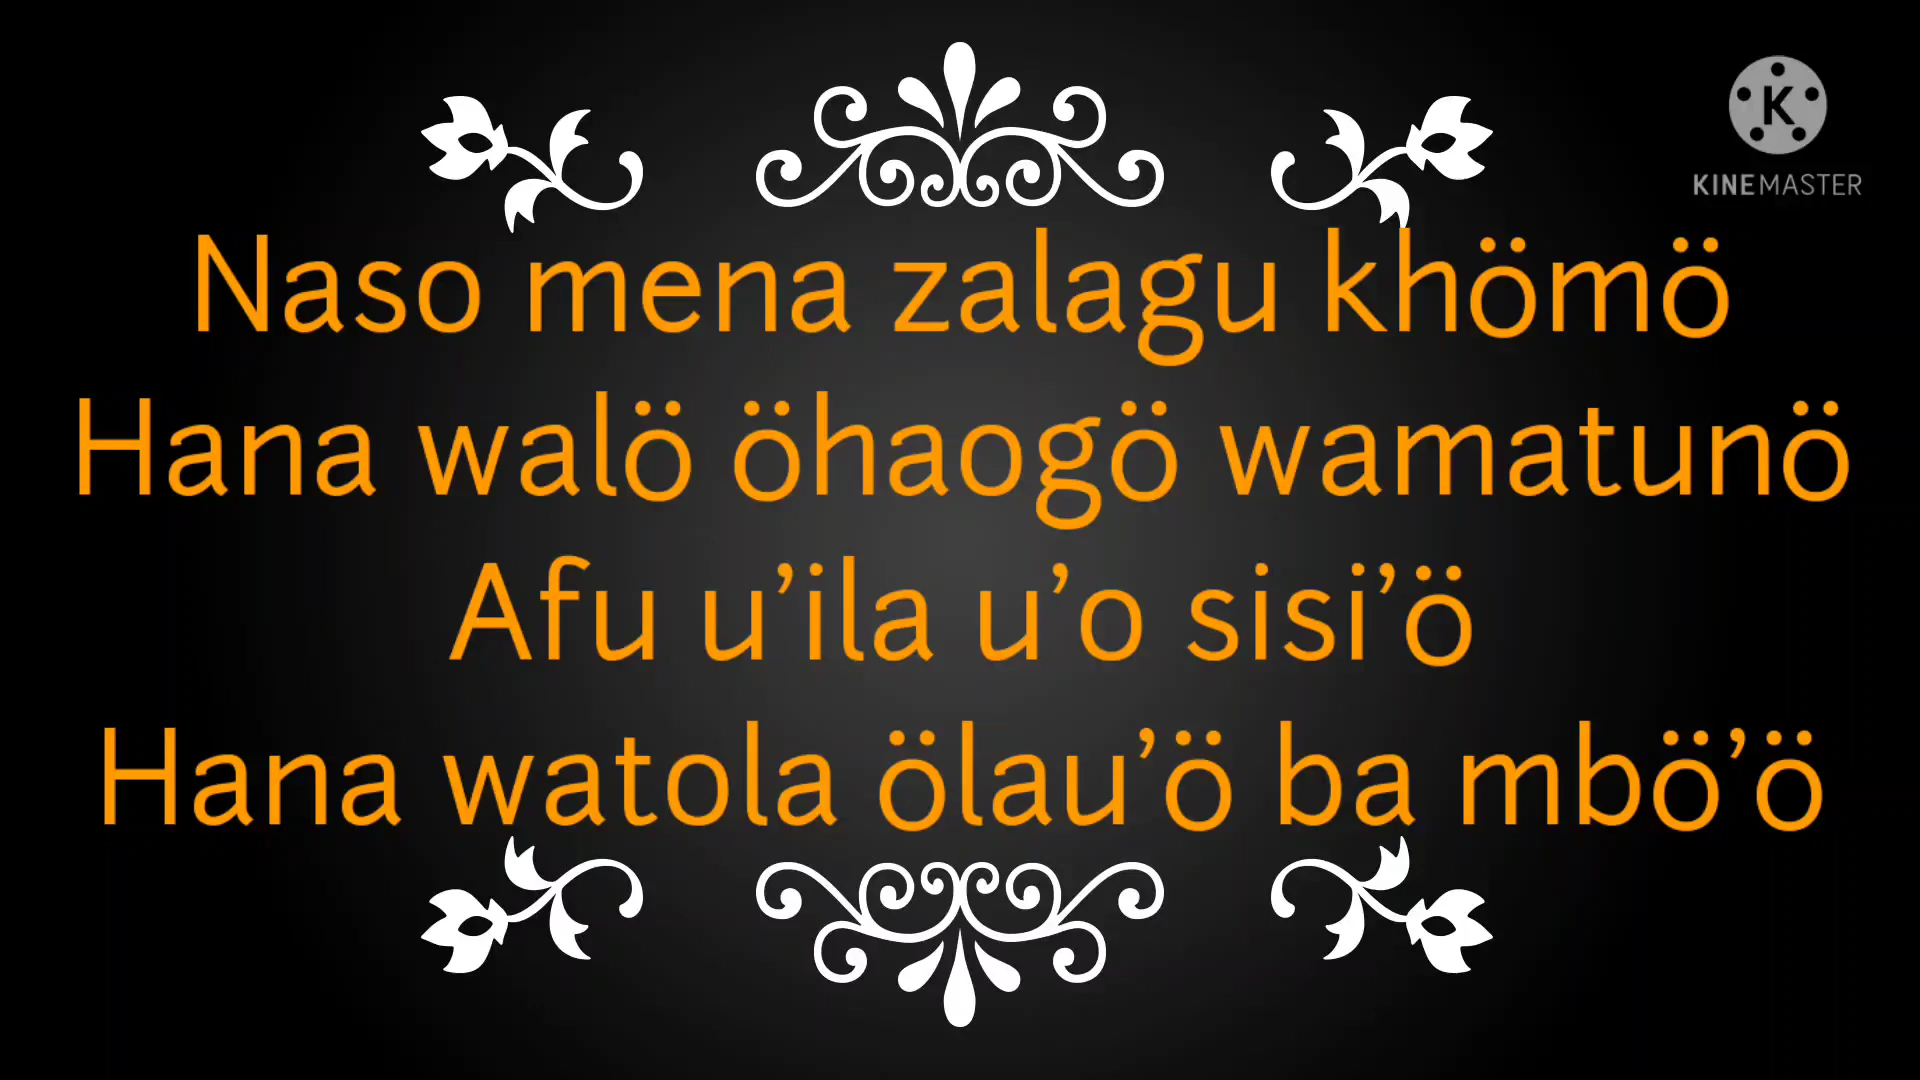 KINEMASTER
Naso mena zalagu khömö
Hana walö öhaogö wamatunö
Afu u’ila u’o sisi’ö
Hana watola ölau’ö ba mbö’ö